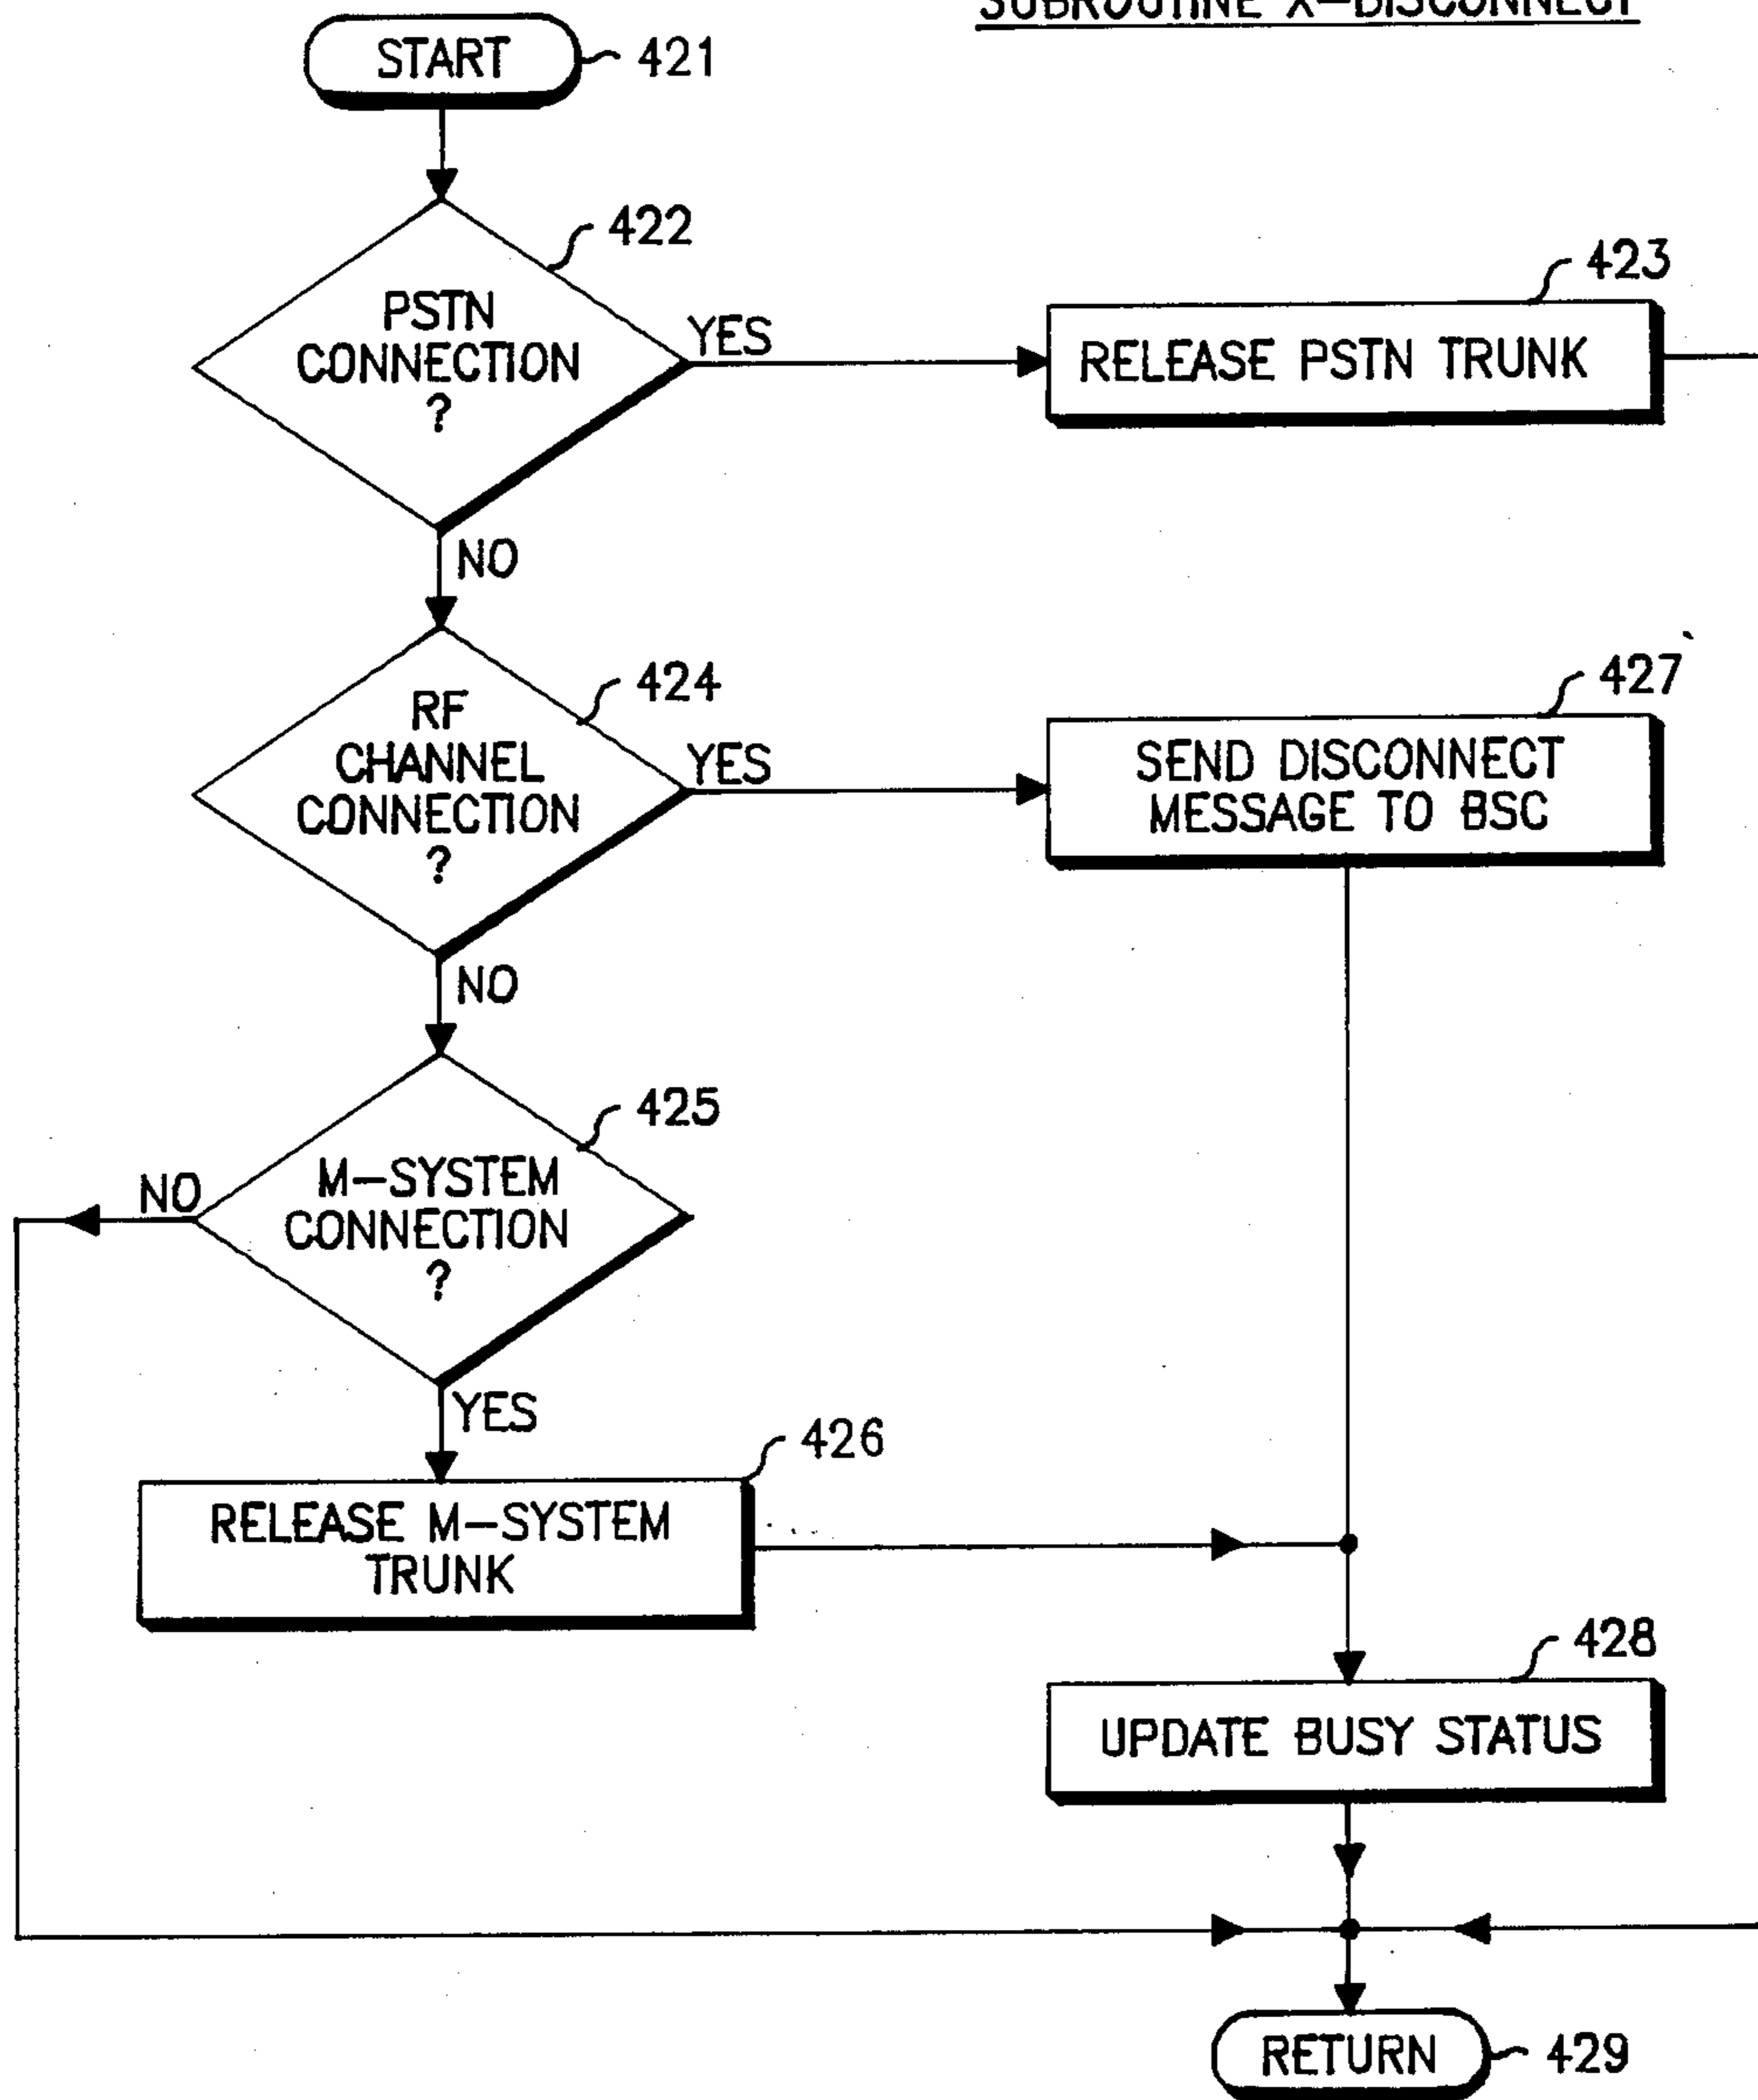 SUBROUTINE X-DISCONNECT
START
421
422
PSTN
CONNECTION
?
YES
423
RELEASE PSTN TRUNK
NO
424
RF
CHANNEL
CONNECTION
?
YES
427
SEND DISCONNECT
MESSAGE TO BSC
NO
425
M-SYSTEM
CONNECTION
?
NO
YES
426
RELEASE M-SYSTEM
TRUNK
428
UPDATE BUSY STATUS
RETURN
429